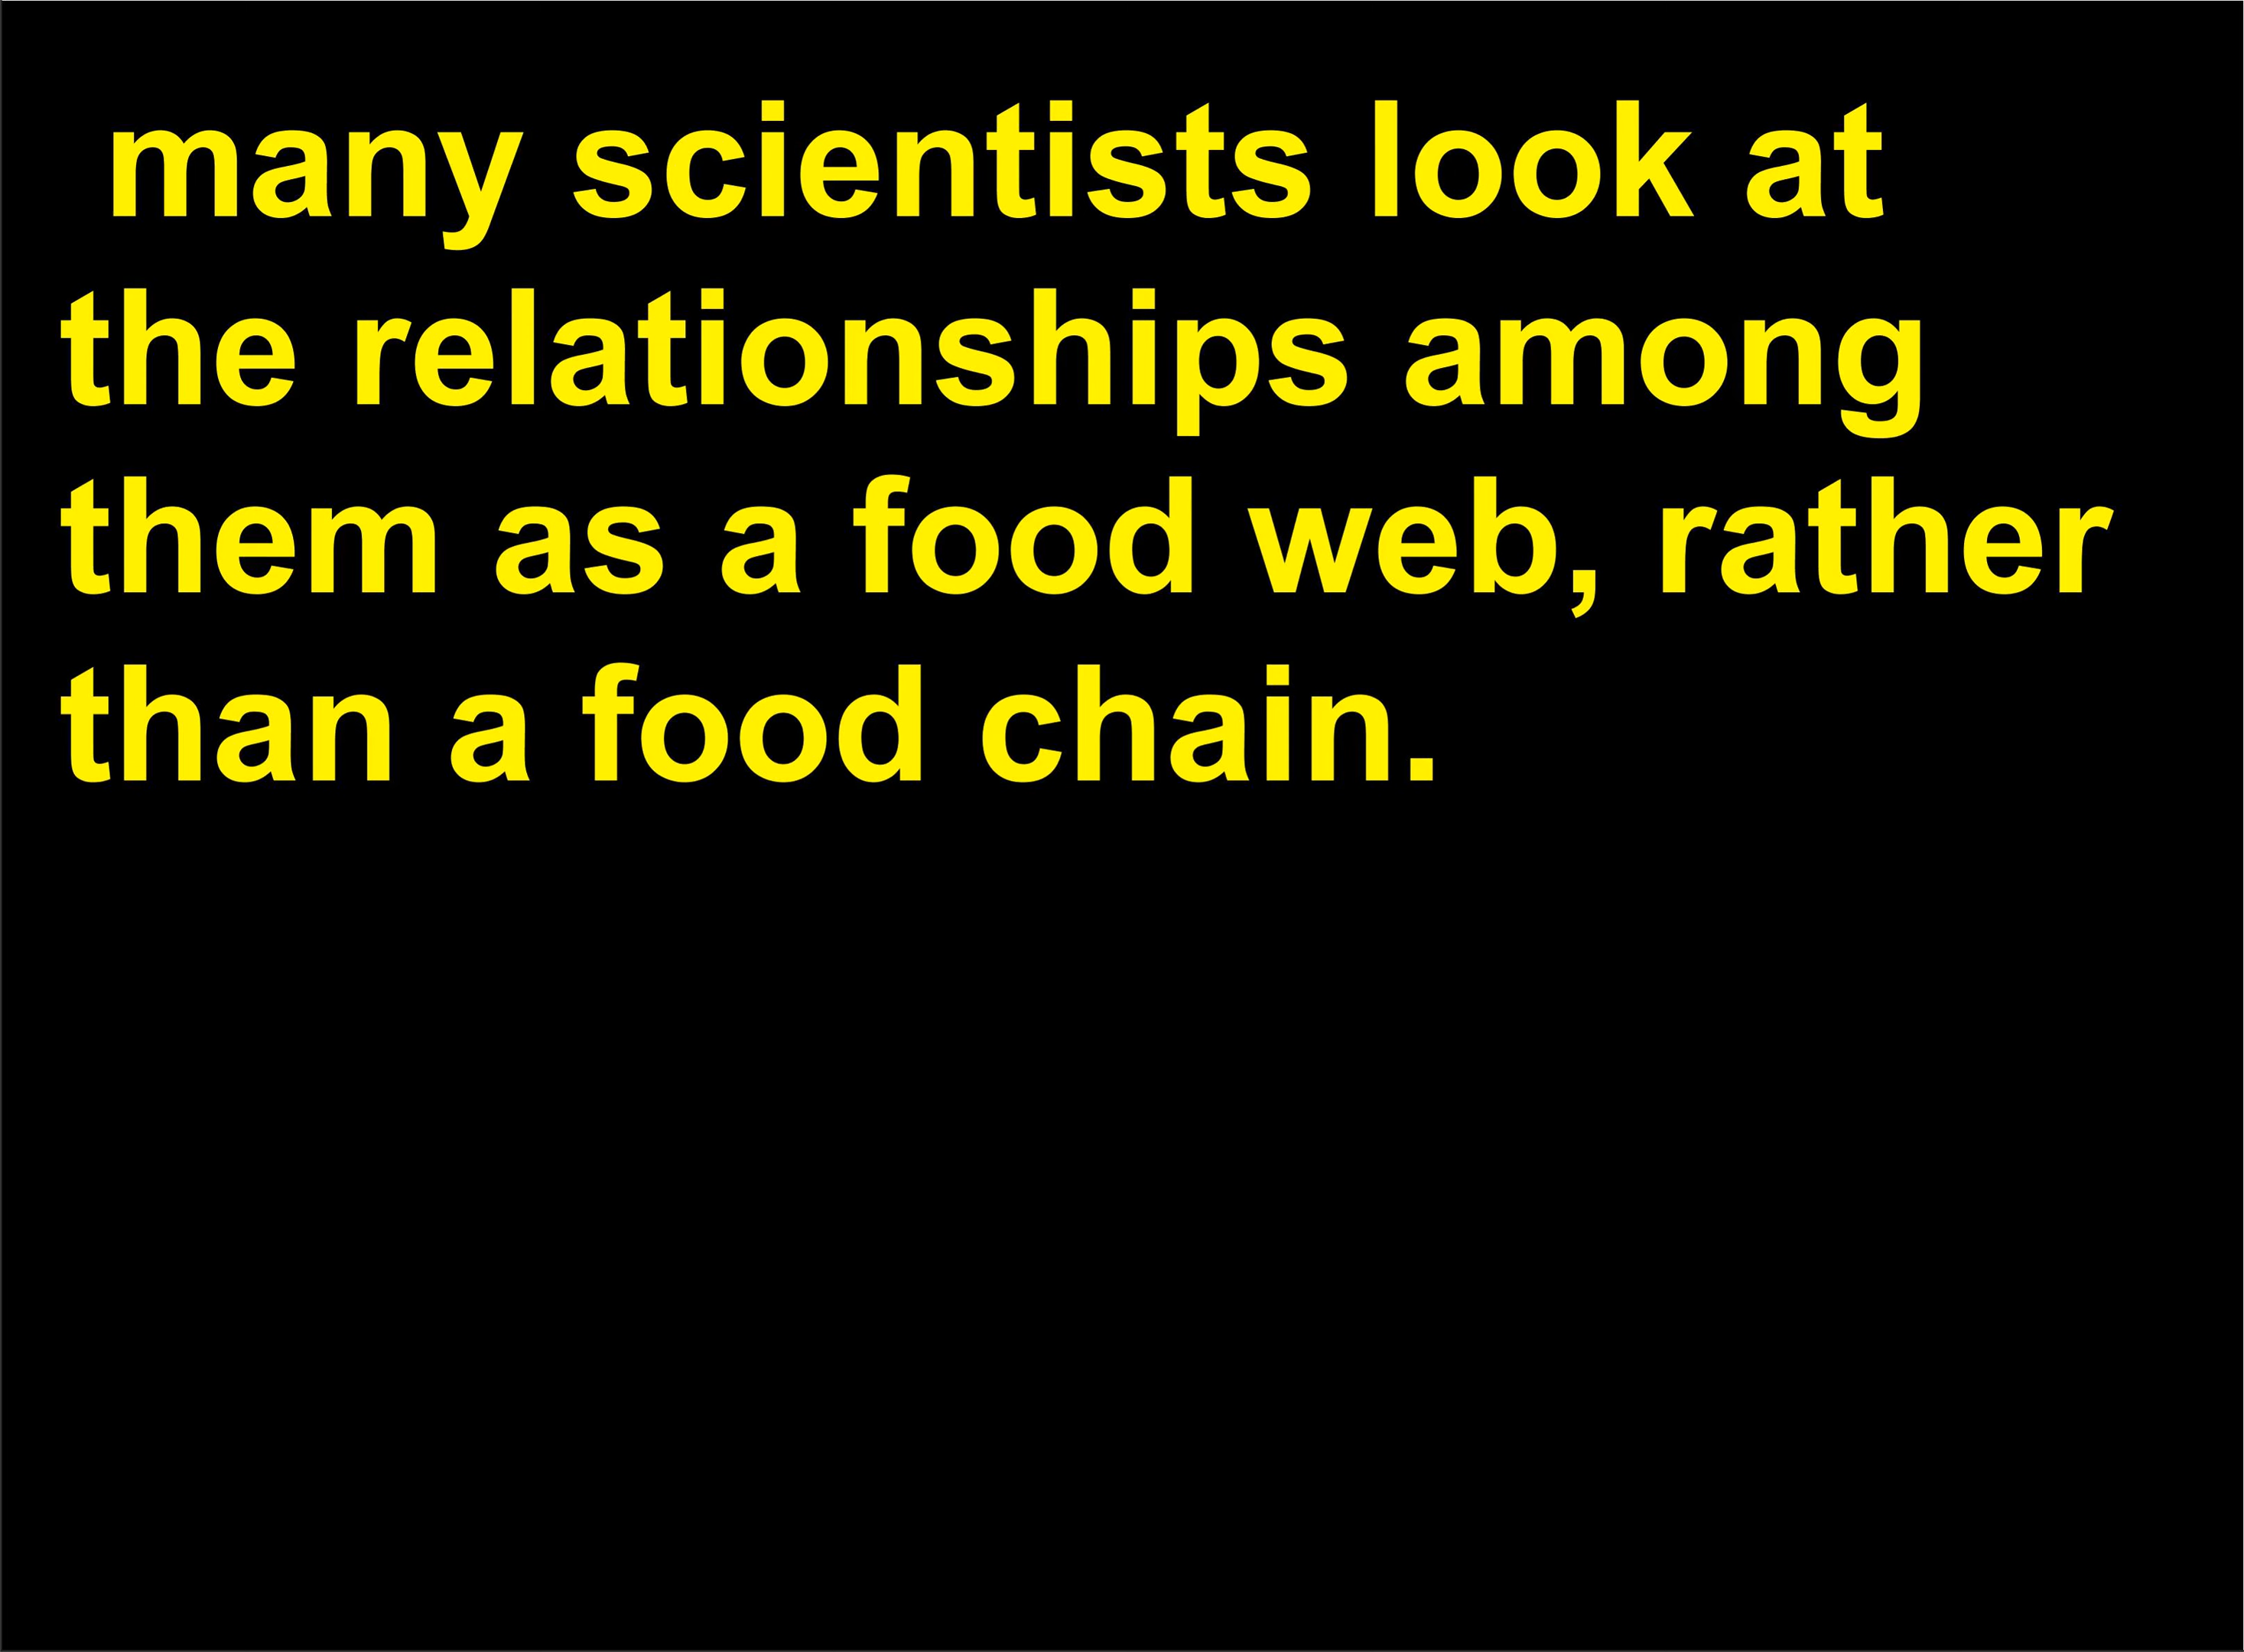 many scientists look at
the relationships among
them as a food web, rather
than a food chain.